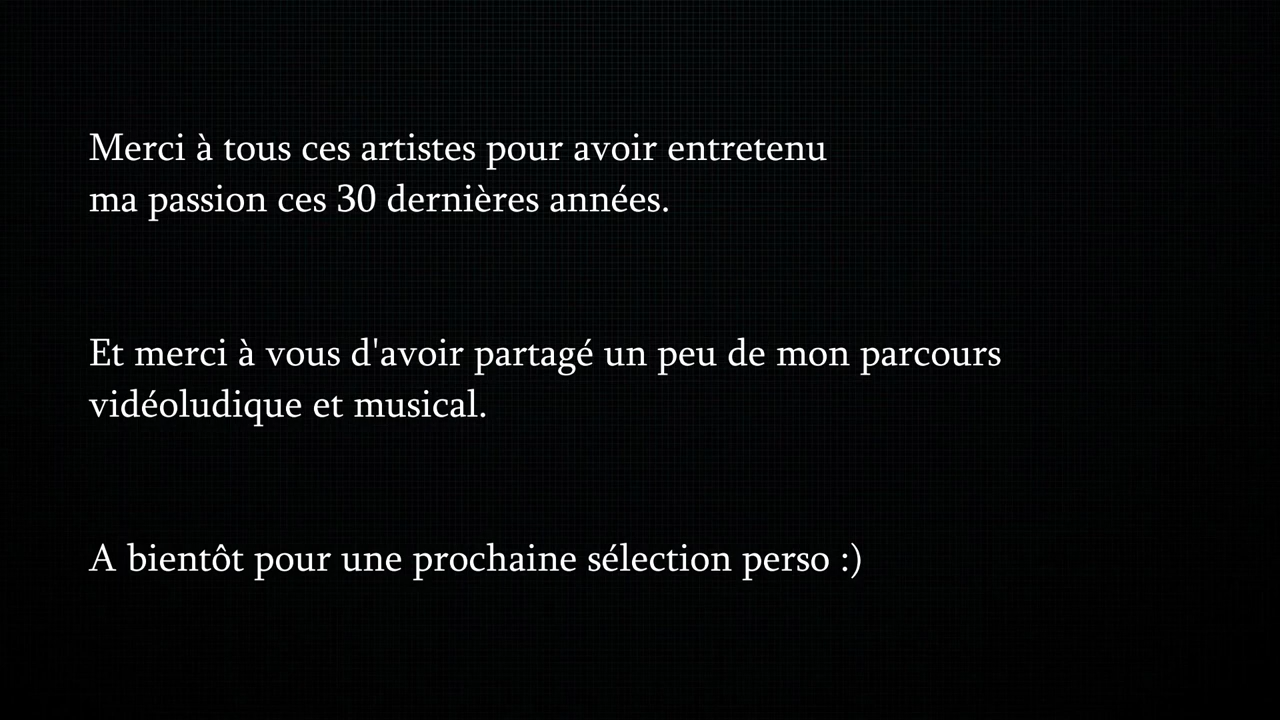 Merci à tous ces artistes pour avoir entretenu
ma passion ces 30 dernières années.
Et merci à vous d'avoir partagé un peu de mon parcours
vidéoludique et musical.
A bientôt pour une prochaine sélection perso :)